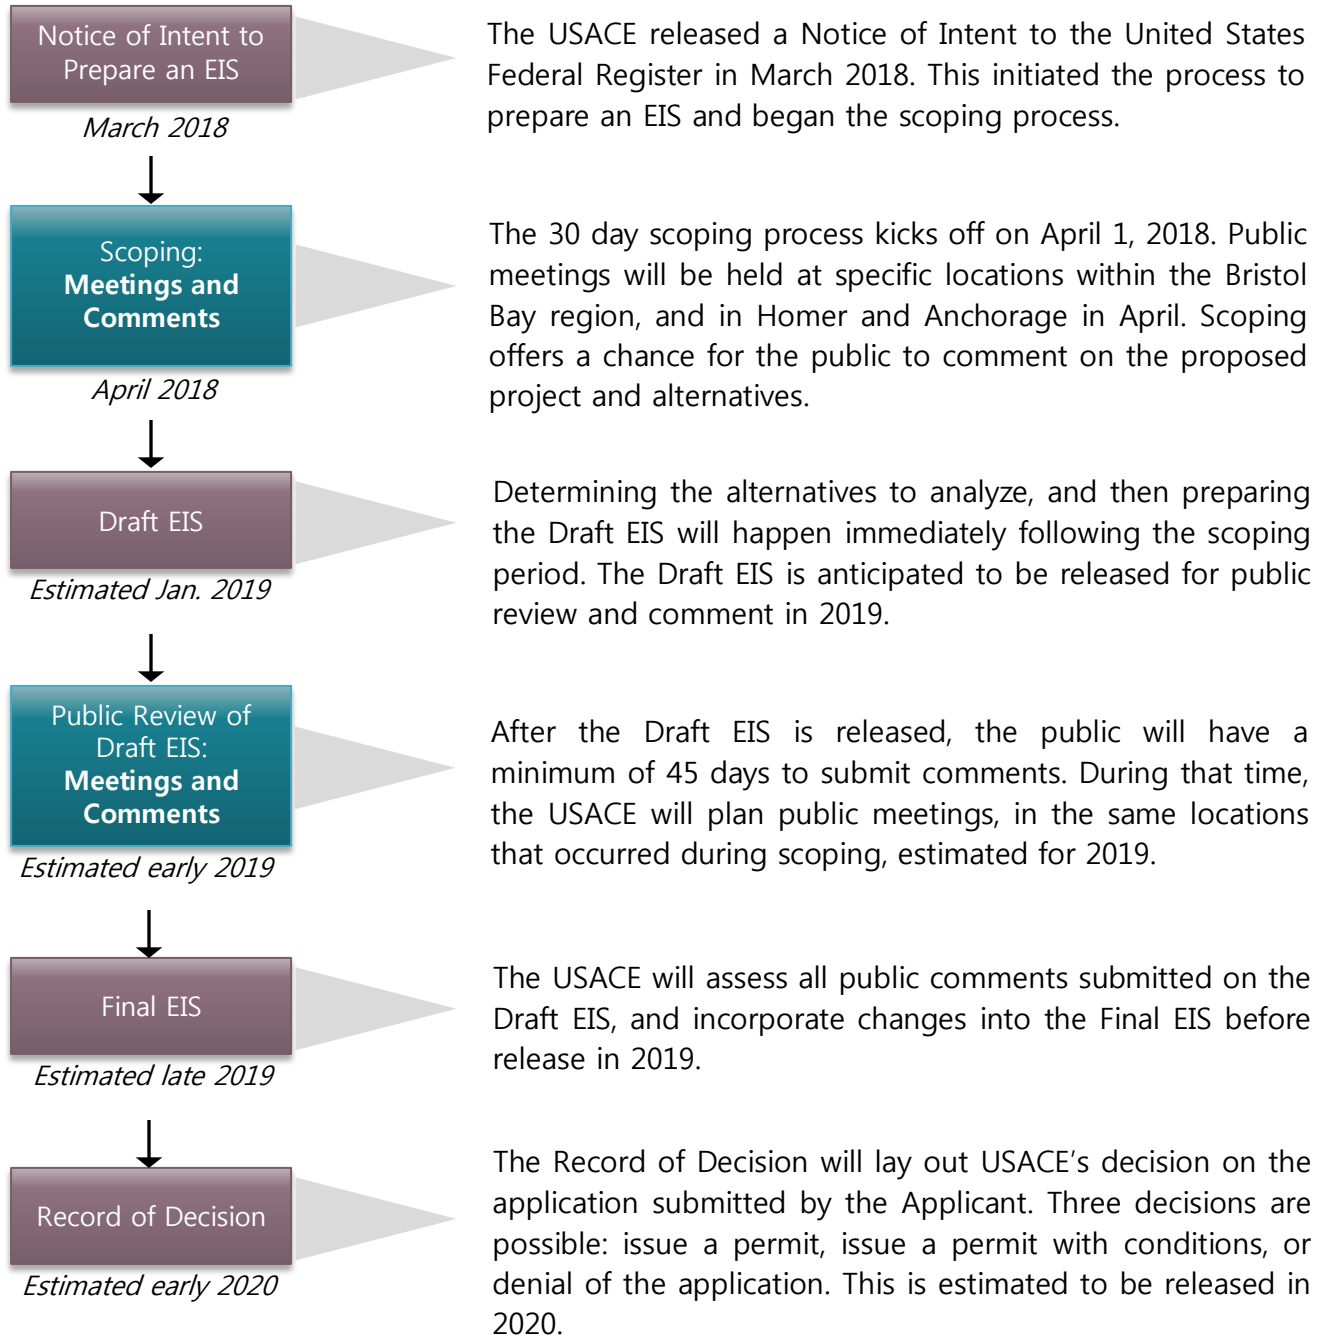 Notice of Intent to
Prepare an EIS
March 2018
The USACE released a Notice of Intent to the United States
Federal Register in March 2018. This initiated the process to
prepare an EIS and began the scoping process.
Scoping:
Meetings and
Comments
April 2018
The 30 day scoping process kicks off on April 1, 2018. Public
meetings will be held at specific locations within the Bristol
Bay region, and in Homer and Anchorage in April. Scoping
offers a chance for the public to comment on the proposed
project and alternatives.
Draft EIS
Estimated Jan. 2019
Determining the alternatives to analyze, and then preparing
the Draft EIS will happen immediately following the scoping
period. The Draft EIS is anticipated to be released for public
review and comment in 2019.
Public Review of
Draft EIS:
Meetings and
Comments
Estimated early 2019
After the Draft EIS is released, the public will have a
minimum of 45 days to submit comments. During that time,
the USACE will plan public meetings, in the same locations
that occurred during scoping, estimated for 2019.
Final EIS
Estimated late 2019
The USACE will assess all public comments submitted on the
Draft EIS, and incorporate changes into the Final EIS before
release in 2019.
Record of Decision
Estimated early 2020
The Record of Decision will lay out USACE’s decision on the
application submitted by the Applicant. Three decisions are
possible: issue a permit, issue a permit with conditions, or
denial of the application. This is estimated to be released in
2020.